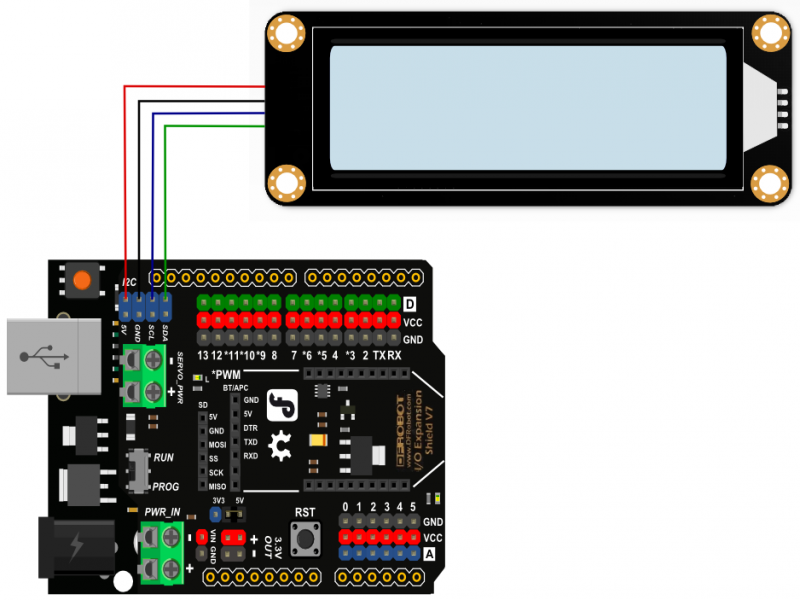 I2C
5V GND SCL SDA
D
VCC
GND
13 12 *11 *10 *9 8 7 *6 *5 4 *3 2 TX RX
SERVO_PWR
-
+
L
*PWM
BT/APC
GND
5V
DTR
TXD
RXD
SD
5V
GND
MOSI
SS
SCK
MISO
DFROBOT
www.DFRobot.com
I/O Expansion
Shield V7
RUN
PROG
3V3 5V
PWR_IN
-
+
VIN GND
+
-
3.3V
OUT
RST
0 1 2 3 4 5
GND
VCC
A